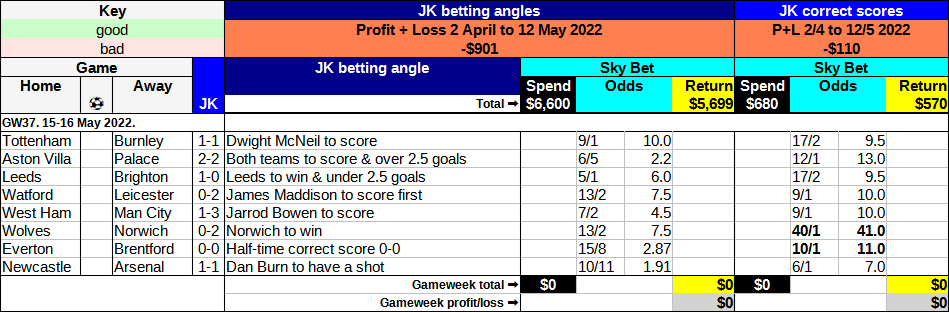 Key JK betting angles JK correct scores
good Profit + Loss 2 April to 12 May 2022 P+L 2/4 to 12/5 2022
bad -$901 -$110
Game JK betting angle Sky Bet Sky Bet
Home Away Spend Odds Return Spend Odds Return
JK Total ➞ $6,600 $5,699 $680 $570
GW37. 15-16 May 2022.
Tottenham Burnley 1-1 Dwight McNeil to score 9/1 10.0 17/2 9.5
Aston Villa Palace 2-2 Both teams to score & over 2.5 goals 6/5 2.2 12/1 13.0
Leeds Brighton 1-0 Leeds to win & under 2.5 goals 5/1 6.0 17/2 9.5
Watford Leicester 0-2 James Maddison to score first 13/2 7.5 9/1 10.0
West Ham Man City 1-3 Jarrod Bowen to score 7/2 4.5 9/1 10.0
Wolves Norwich 0-2 Norwich to win 13/2 7.5 40/1 41.0
Everton Brentford 0-0 Half-time correct score 0-0 15/8 2.87 10/1 11.0
Newcastle Arsenal 1-1 Dan Burn to have a shot 10/11 1.91 6/1 7.0
Gameweek total ➞ $0 $0 $0 $0
Gameweek profit/loss ➞ $0 $0